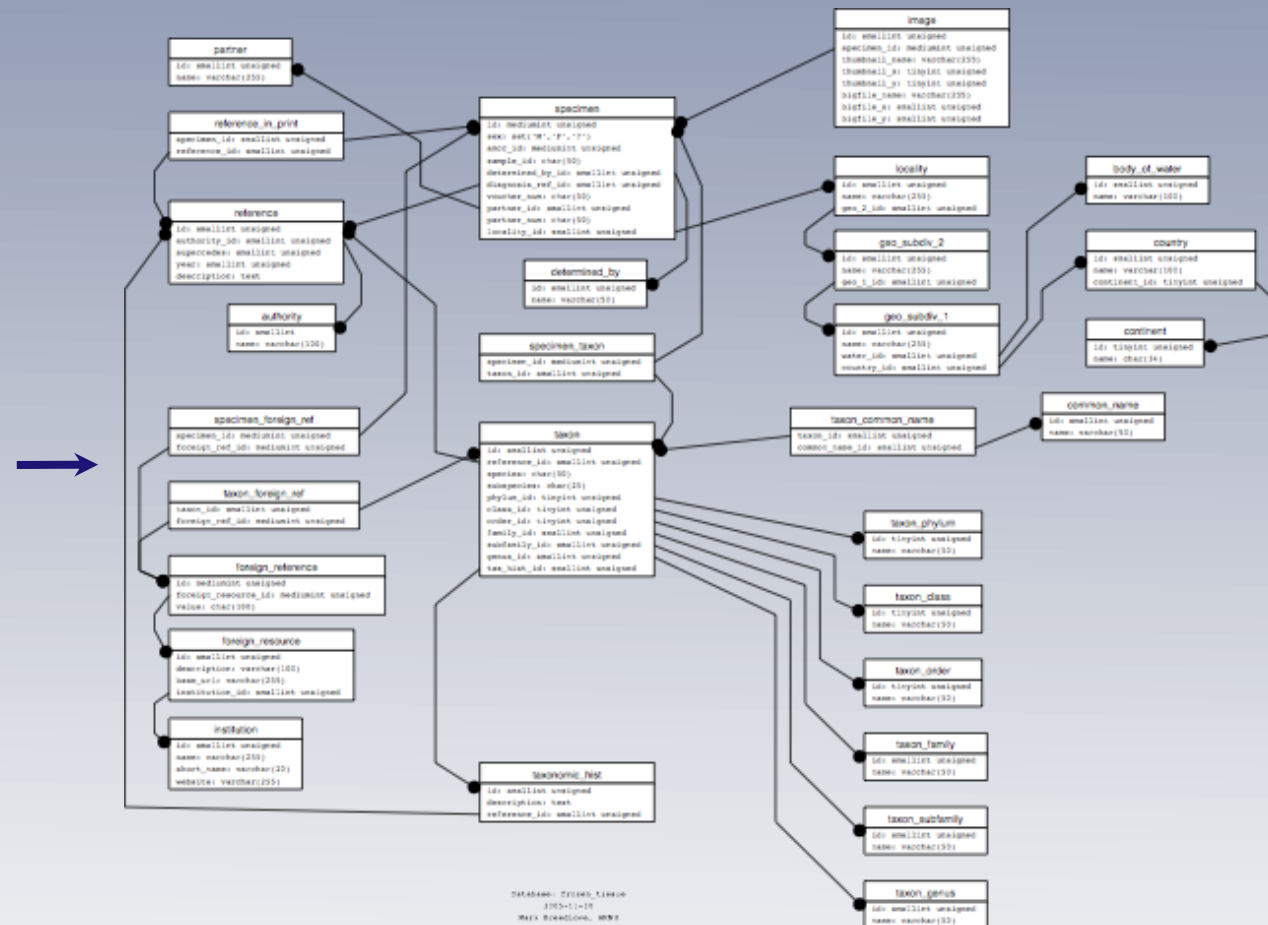 partner
id: smallint unsigned
name: varchar(255)
reference_in_print
specimen_id: smallint unsigned
reference_id: smallint unsigned
reference
id: smallint unsigned
authority_id: smallint unsigned
supercedes: smallint unsigned
year: smallint unsigned
description: text
authority
id: smallint
name: varchar(100)
specimen_foreign_ref
specimen_id: mediumint unsigned
foreign_ref_id: mediumint unsigned
taxon_foreign_ref
taxon_id: smallint unsigned
foreign_ref_id: mediumint unsigned
foreign_reference
id: mediumint unsigned
foreign_resource_id: mediumint unsigned
value: char(100)
foreign_resource
id: smallint unsigned
description: varchar(100)
base_url: varchar(255)
institution_id: smallint unsigned
institution
id: smallint unsigned
name: varchar(255)
short_name: varchar(25)
website: varchar(255)
specimen
id: mediumint unsigned
sex: set('M','F','?')
amcc_id: mediumint unsigned
sample_id: char(50)
determined_by_id: smallint unsigned
diagnosis_ref_id: smallint unsigned
voucher_num: char(50)
partner_id: smallint unsigned
partner_num: char(50)
locality_id: smallint unsigned
determined_by
id: smallint unsigned
name: varchar(50)
specimen_taxon
specimen_id: mediumint unsigned
taxon_id: smallint unsigned
taxon
id: smallint unsigned
reference_id: smallint unsigned
species: char(50)
subspecies: char(25)
phylum_id: tinyint unsigned
class_id: tinyint unsigned
order_id: tinyint unsigned
family_id: smallint unsigned
subfamily_id: smallint unsigned
genus_id: smallint unsigned
tax_hist_id: smallint unsigned
taxonomic_hist
id: smallint unsigned
description: text
reference_id: smallint unsigned
image
id: smallint unsigned
specimen_id: mediumint unsigned
thumbnail_name: varchar(255)
thumbnail_x: tinyint unsigned
thumbnail_y: tinyint unsigned
bigfile_name: varchar(255)
bigfile_x: smallint unsigned
bigfile_y: smallint unsigned
locality
id: smallint unsigned
name: varchar(255)
geo_2_id: smallint unsigned
geo_subdiv_2
id: smallint unsigned
name: varchar(255)
geo_1_id: smallint unsigned
geo_subdiv_1
id: smallint unsigned
name: varchar(255)
water_id: smallint unsigned
country_id: smallint unsigned
body_of_water
id: smallint unsigned
name: varchar(100)
country
id: smallint unsigned
name: varchar(100)
continent_id: tinyint unsigned
continent
id: tinyint unsigned
name: char(34)
taxon_common_name
taxon_id: smallint unsigned
common_name_id: smallint unsigned
common_name
id: smallint unsigned
name: varchar(50)
taxon_phylum
id: tinyint unsigned
name: varchar(50)
taxon_class
id: tinyint unsigned
name: varchar(50)
taxon_order
id: tinyint unsigned
name: varchar(50)
taxon_family
id: smallint unsigned
name: varchar(50)
taxon_subfamily
id: smallint unsigned
name: varchar(50)
taxon_genus
id: smallint unsigned
name: varchar(50)
Database: frozen_tissue
Mark Breedlove,